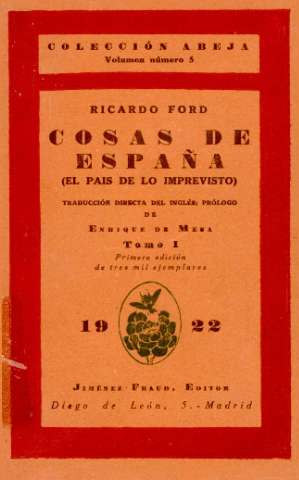 COLECCIÓN ABEJA
Volumen número 5
RICARDO FORD
COSAS DE
ESPAÑA
(EL PAIS DE LO IMPREVISTO)
TRADUCCIÓN DIRECTA DEL INGLÉS; PRÓLOGO
DE
ENRIQUE DE MESA
Tomo I
Primera edición
de tres mil ejemplares
19 22
JIMÉNEZ FRAUD, EDITOR
Diego de León, 5.-Madrid